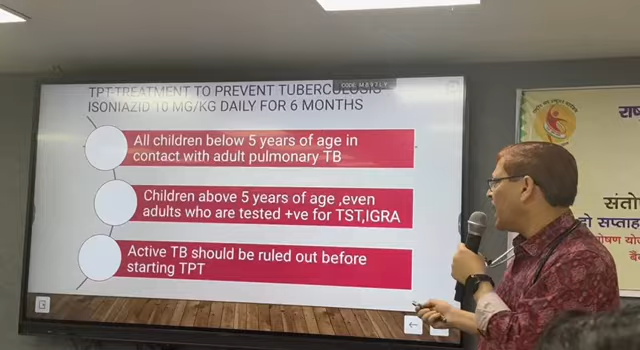 TPT-TREATMENT TO PREVENT TUBERCULOSIS
ISONIAZID 10 MG/KG DAILY FOR 6 MONTHS
All children below 5 years of age in
contact with adult pulmonary TB
Children above 5 years of age ,even
adults who are tested +ve for TST,IGRA
Active TB should be ruled out before
starting TPT
संतो
दो सप्ताह